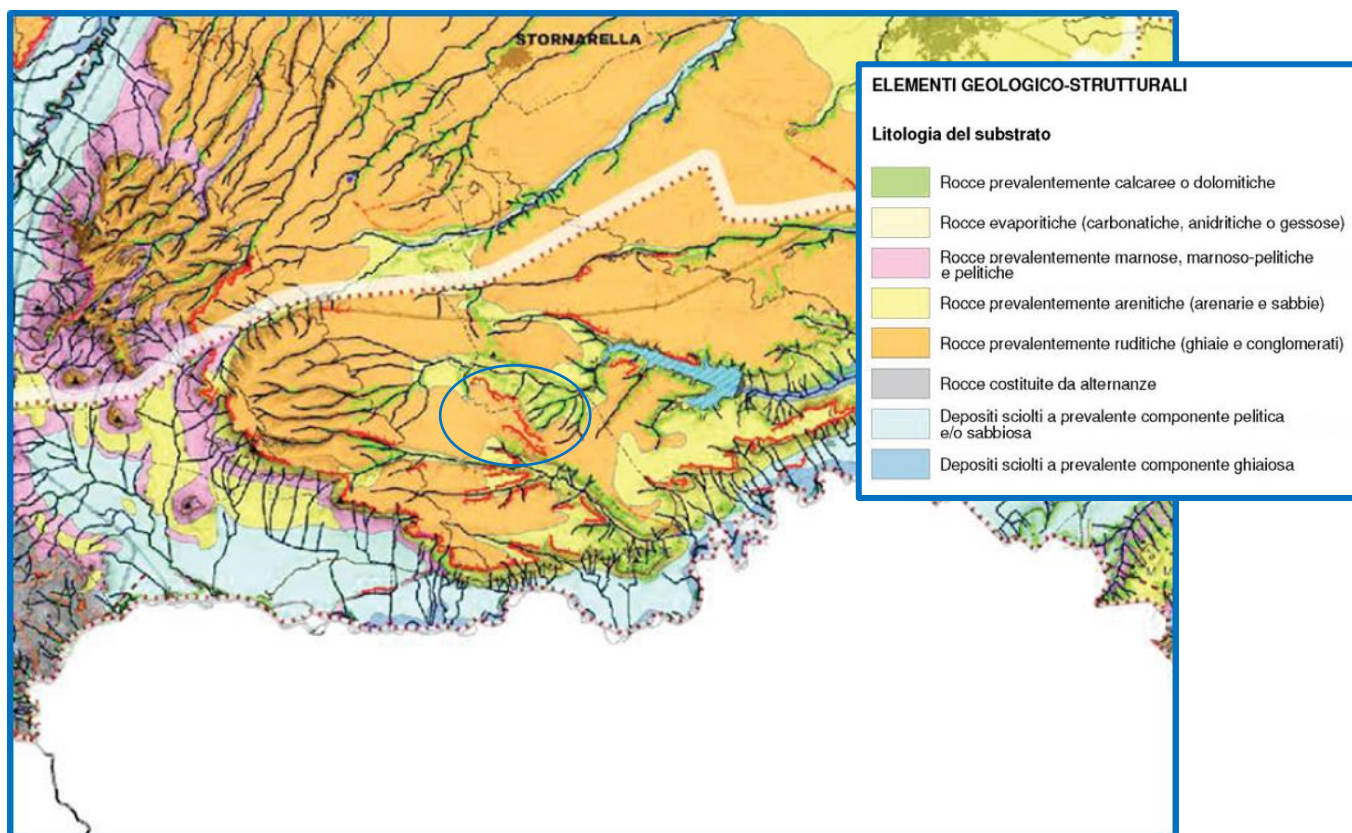 STORNARELLA
ELEMENTI GEOLOGICO-STRUTTURALI
Litologia del substrato
Rocce prevalentemente calcaree o dolomitiche
Rocce evaporitiche (carbonatiche, anidritiche o gessose)
Rocce prevalentemente marnose, marnoso-pelitiche
e pelitiche
Rocce prevalentemente arenitiche (arenarie e sabbie)
Rocce prevalentemente ruditiche (ghiaie e conglomerati)
Rocce costituite da alternanze
Depositi sciolti a prevalente componente pelitica
e/o sabbiosa
Depositi sciolti a prevalente componente ghiaiosa